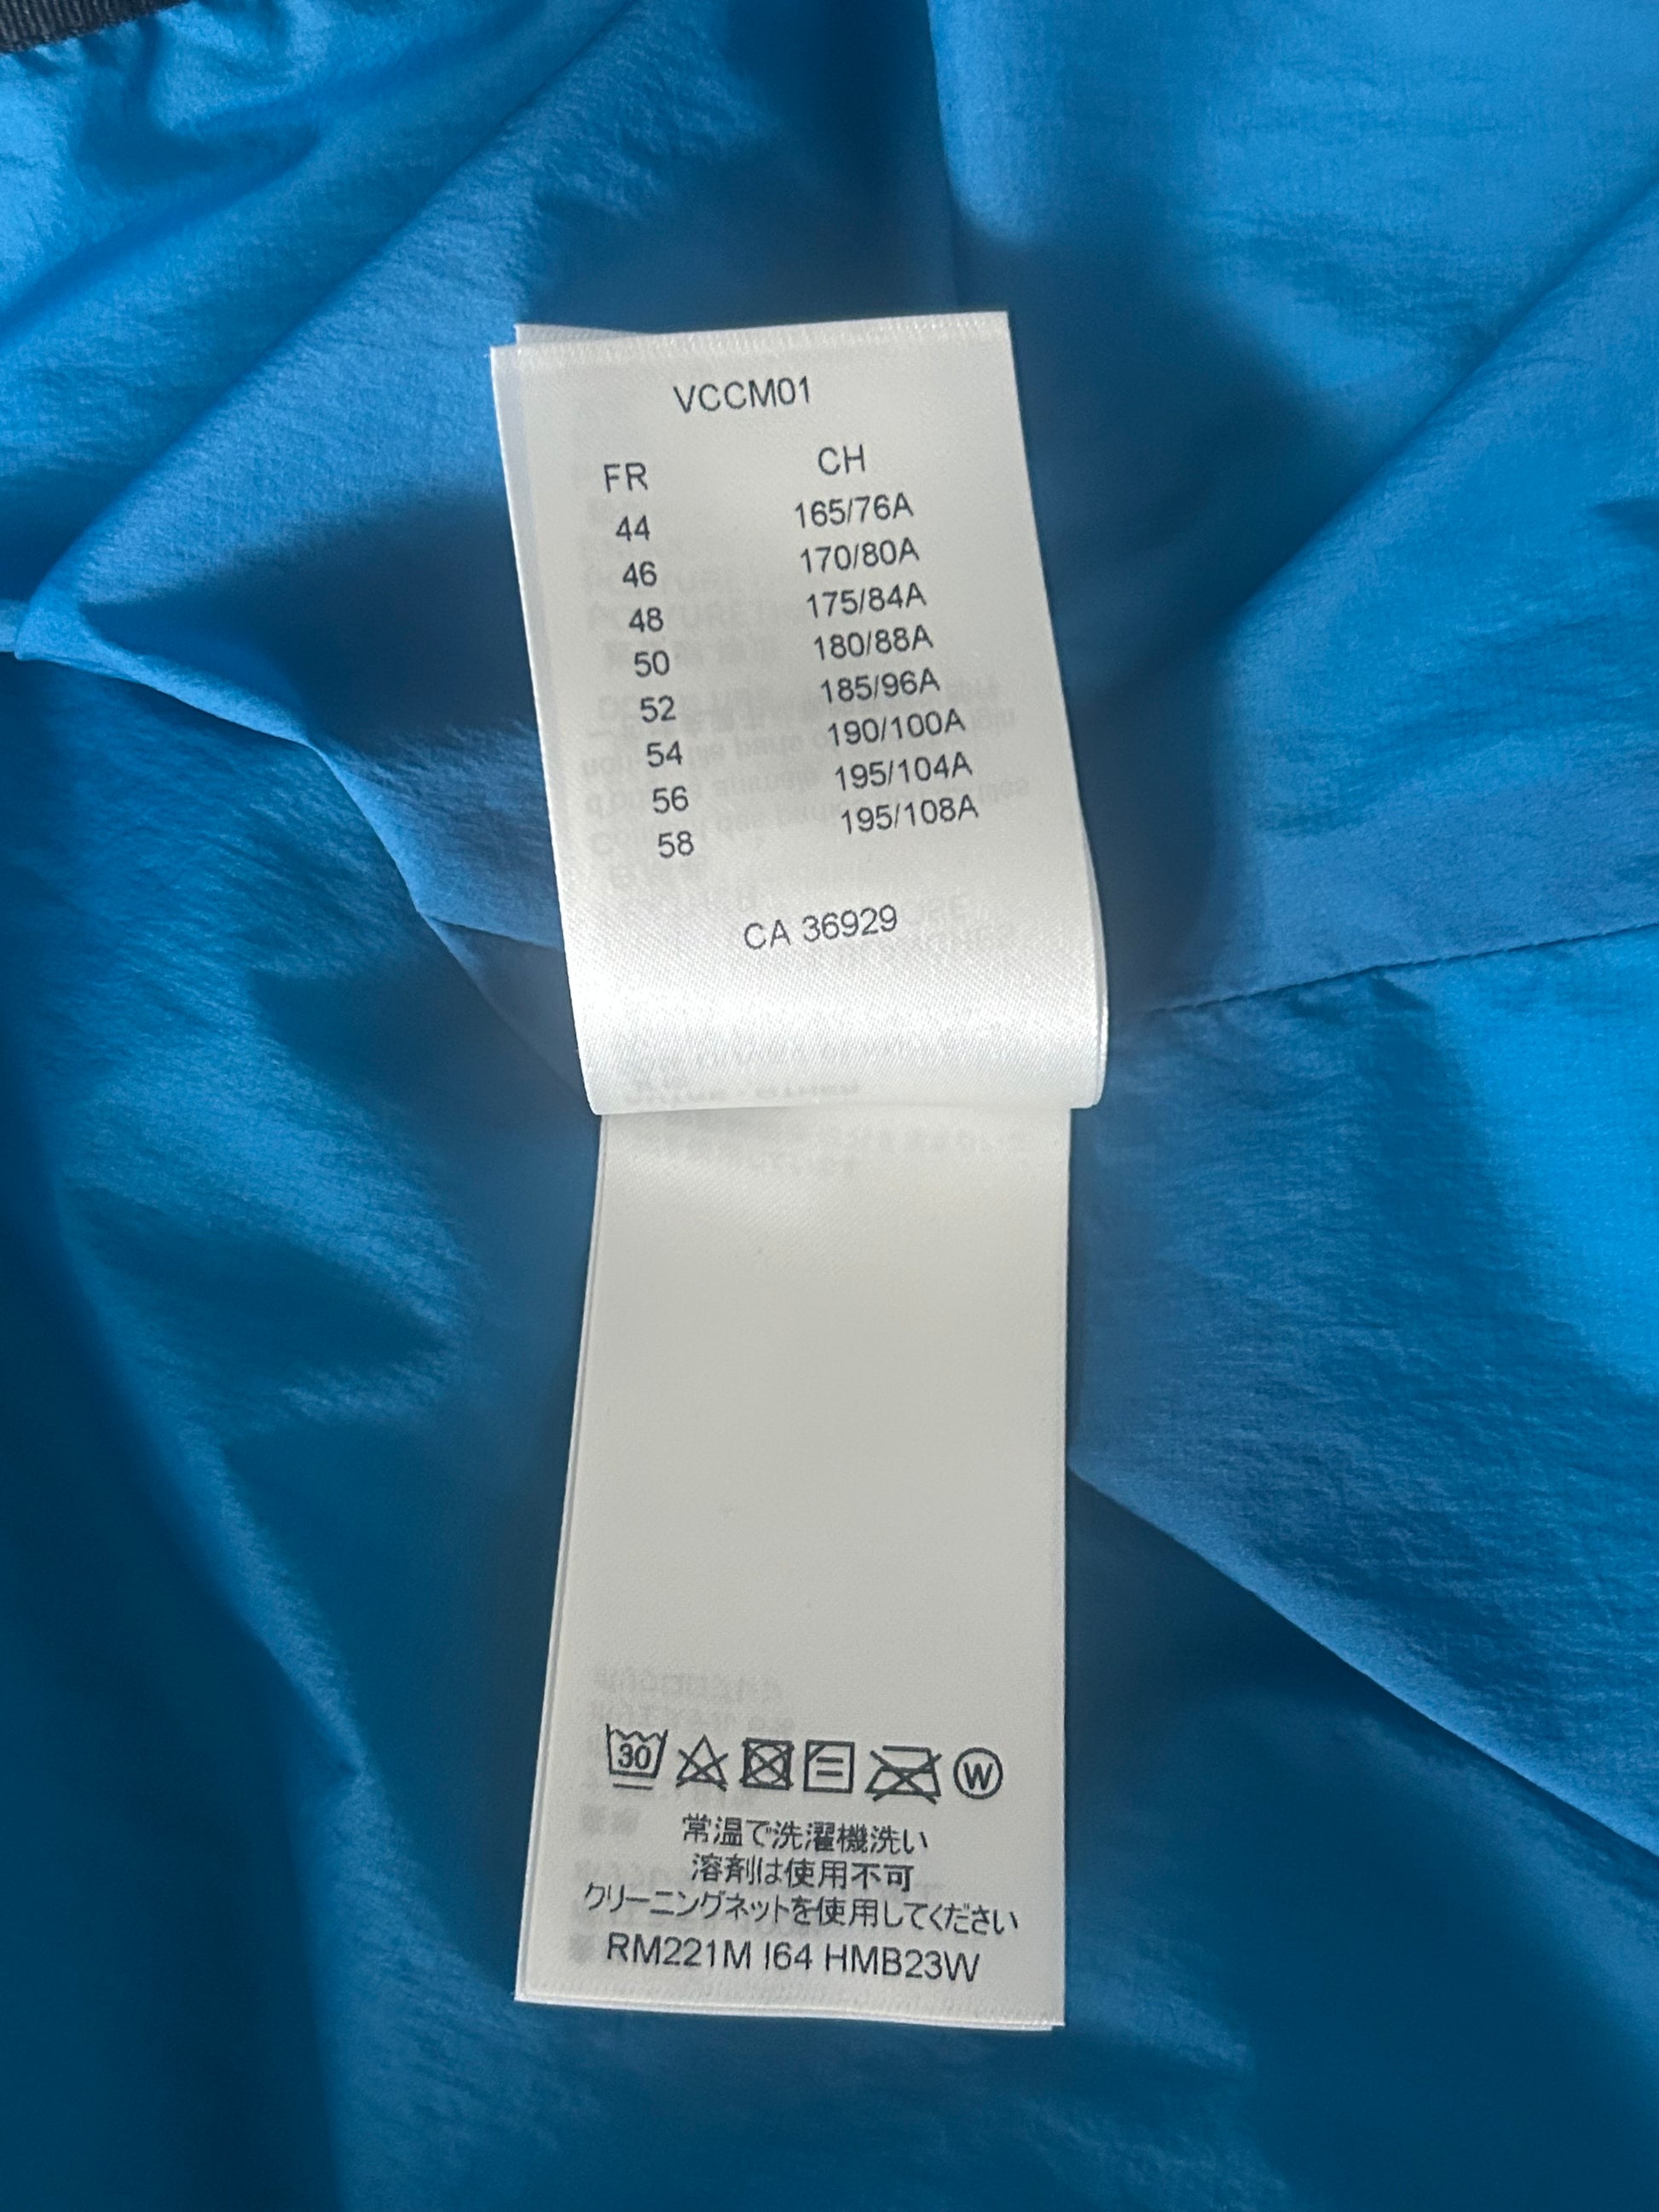 VCCM01
FR CH
44 165/76A
46 170/80A
48 175/84A
50 180/88A
52 185/96A
54 190/100A
56 195/104A
58 195/108A
CA 36929
30 W
常温で洗濯機洗い
溶剤は使用不可
クリーニングネットを使用してください
RM221M I64 HMB23W